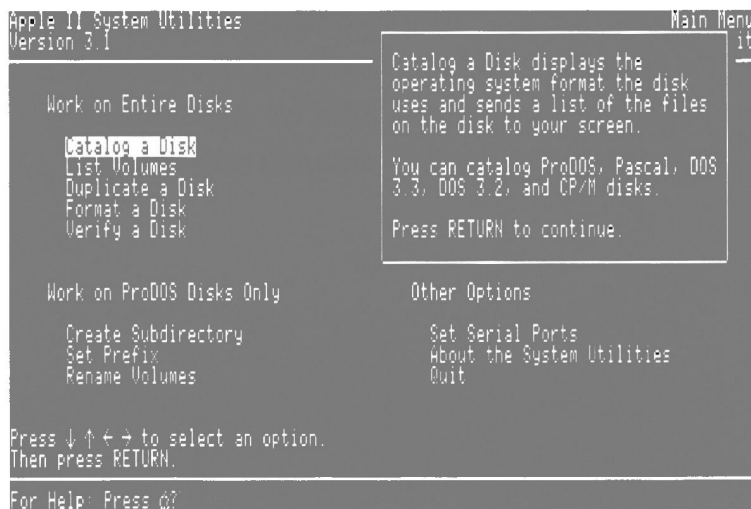 Apple II System Utilities
Main Menu
Version 3.1
it
Work on Entire Disks
Catalog a Disk
List Volumes
Duplicate a Disk
Format a Disk
Verify a Disk
Catalog a Disk displays the
operating system format the disk
uses and sends a list of the files
on the disk to your screen.
You can catalog ProDOS, Pascal, DOS
3.3, DOS 3.2, and CP/M disks.
Press RETURN to continue.
Work on ProDOS Disks Only
Create Subdirectory
Set Prefix
Rename Volumes
Other Options
Set Serial Ports
About the System Utilities
Quit
Press ↓ ↑ ← → to select an option.
Then press RETURN.
For Help: Press ?